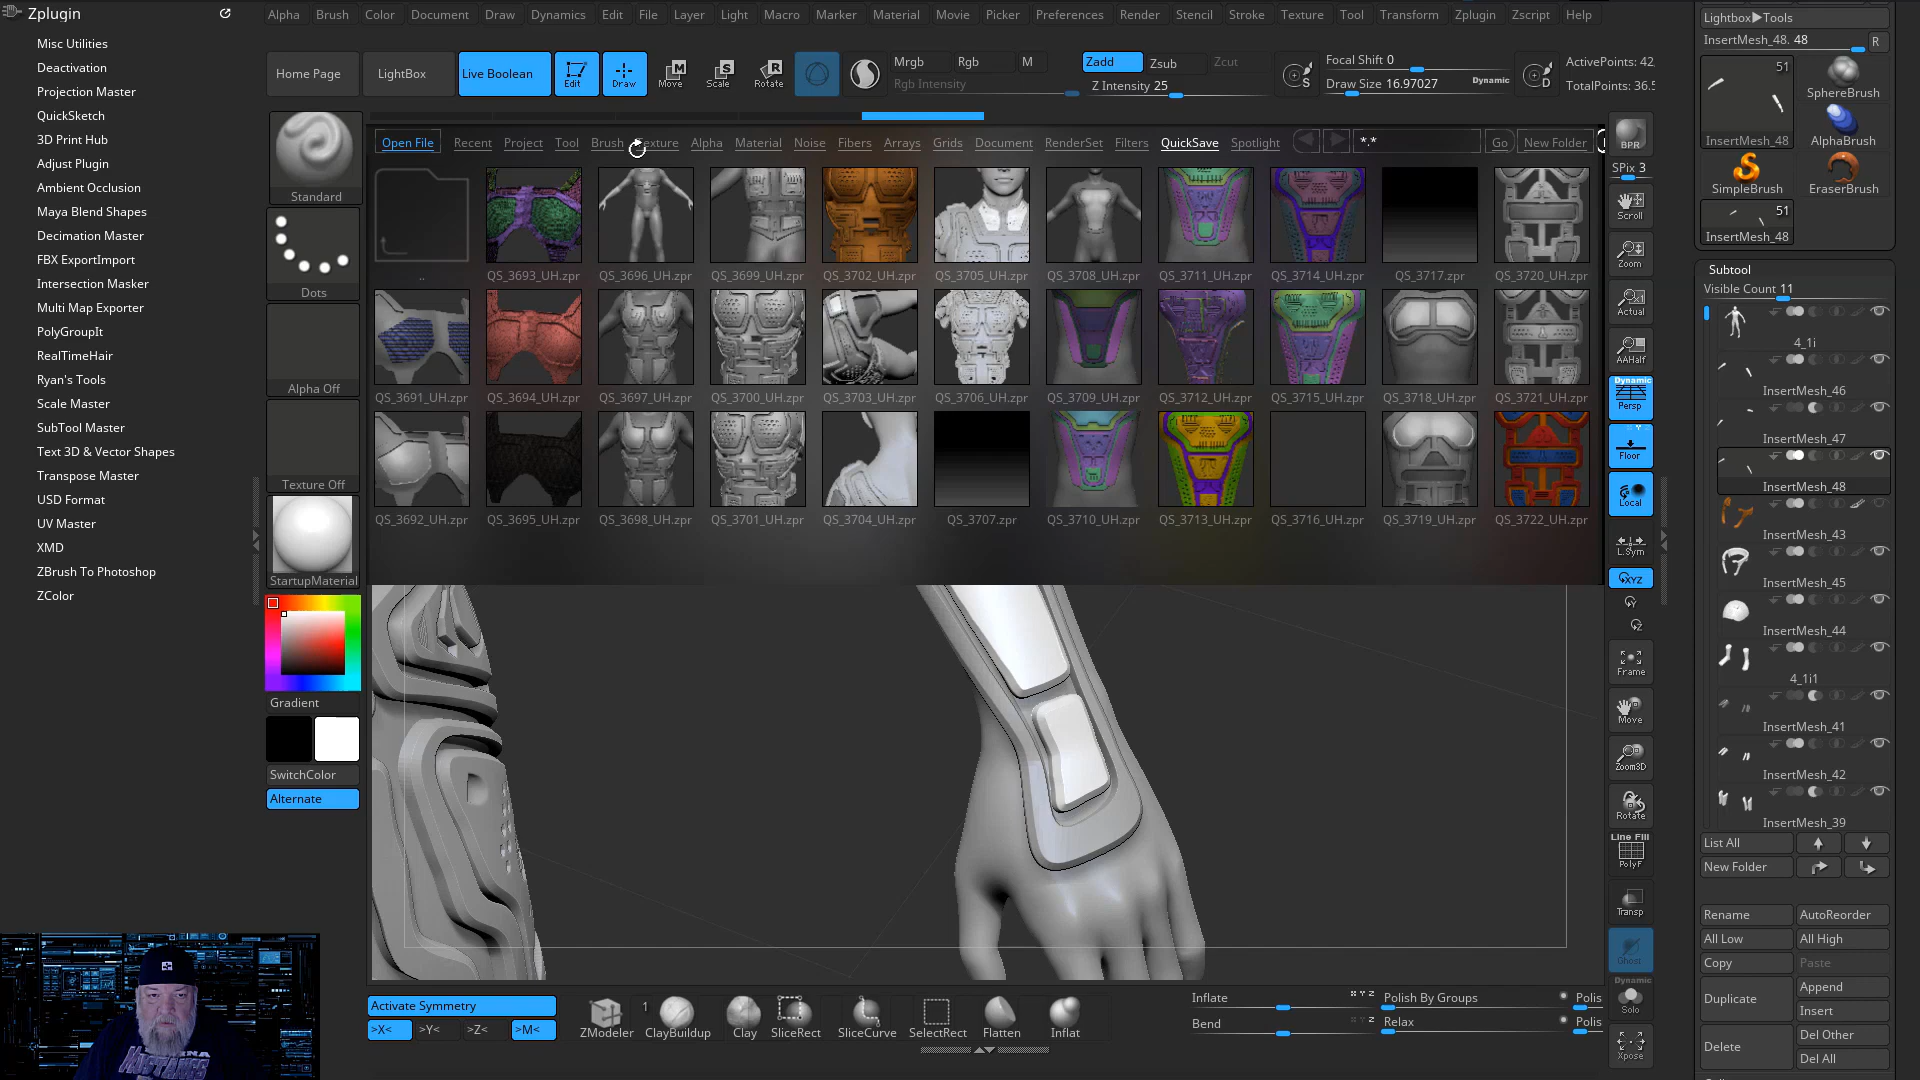 Zplugin
Alpha Brush Color Document Draw Dynamics Edit File Layer Light Macro Marker Material Movie Picker Preferences Render Stencil Stroke Texture Tool Transform Zplugin Zscript Help
Lightbox▶Tools
InsertMesh_48. 48 R
Misc Utilities
Deactivation
Projection Master
QuickSketch
3D Print Hub
Adjust Plugin
Ambient Occlusion
Maya Blend Shapes
Decimation Master
FBX ExportImport
Intersection Masker
Multi Map Exporter
PolyGroupIt
RealTimeHair
Ryan's Tools
Scale Master
SubTool Master
Text 3D & Vector Shapes
Transpose Master
USD Format
UV Master
XMD
ZBrush To Photoshop
ZColor
Home Page LightBox Live Boolean Edit Draw Move Scale Rotate
Mrgb Rgb M
Rgb Intensity
Zadd Zsub Zcut
Z Intensity 25
Focal Shift 0
Draw Size 16.97027 Dynamic
ActivePoints: 42,
TotalPoints: 36.5
Standard
Dots
Alpha Off
Texture Off
StartupMaterial
Gradient
SwitchColor
Alternate
Open File Recent Project Tool Brush Texture Alpha Material Noise Fibers Arrays Grids Document RenderSet Filters QuickSave Spotlight *.* Go New Folder
.. QS_3693_UH.zpr QS_3696_UH.zpr QS_3699_UH.zpr QS_3702_UH.zpr QS_3705_UH.zpr QS_3708_UH.zpr QS_3711_UH.zpr QS_3714_UH.zpr QS_3717.zpr QS_3720_UH.zpr
QS_3691_UH.zpr QS_3694_UH.zpr QS_3697_UH.zpr QS_3700_UH.zpr QS_3703_UH.zpr QS_3706_UH.zpr QS_3709_UH.zpr QS_3712_UH.zpr QS_3715_UH.zpr QS_3718_UH.zpr QS_3721_UH.zpr
QS_3692_UH.zpr QS_3695_UH.zpr QS_3698_UH.zpr QS_3701_UH.zpr QS_3704_UH.zpr QS_3707.zpr QS_3710_UH.zpr QS_3713_UH.zpr QS_3716_UH.zpr QS_3719_UH.zpr QS_3722_UH.zpr
BPR
SPix 3
Scroll
Zoom
Actual
AAHalf
Dynamic
Persp
Floor
Local
L.Sym
XYZ
Frame
Move
Zoom3D
Rotate
Line Fill
PolyF
Transp
Ghost
Dynamic
Solo
Xpose
51
InsertMesh_48
SphereBrush
AlphaBrush
SimpleBrush
EraserBrush
51
InsertMesh_48
Subtool
Visible Count 11
4_1i
InsertMesh_46
InsertMesh_47
InsertMesh_48
InsertMesh_43
InsertMesh_45
InsertMesh_44
4_1i1
InsertMesh_41
InsertMesh_42
InsertMesh_39
List All
New Folder
Rename AutoReorder
All Low All High
Copy Paste
Duplicate Append
Insert
Delete Del Other
Del All
Activate Symmetry
>X< >Y< >Z< >M<
ZModeler 1 ClayBuildup Clay SliceRect SliceCurve SelectRect Flatten Inflat
Inflate Polish By Groups Polis
Bend Relax Polis